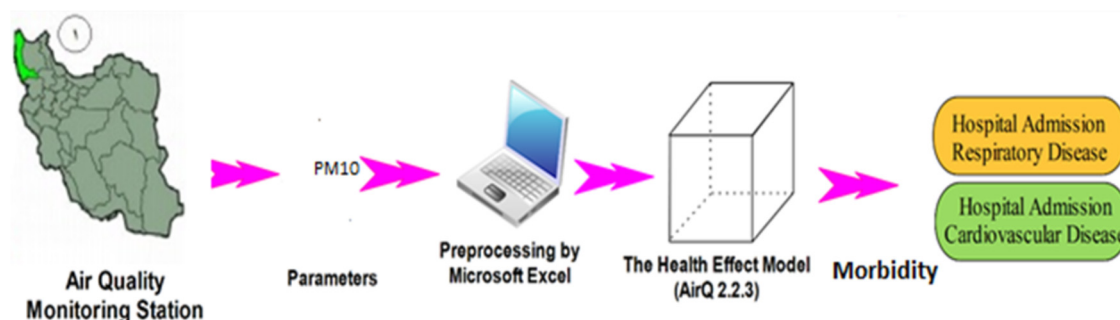 ۱
Air Quality
Monitoring Station
PM10
Parameters
Preprocessing by
Microsoft Excel
The Health Effect Model
(AirQ 2.2.3)
Morbidity
Hospital Admission
Respiratory Disease
Hospital Admission
Cardiovascular Disease